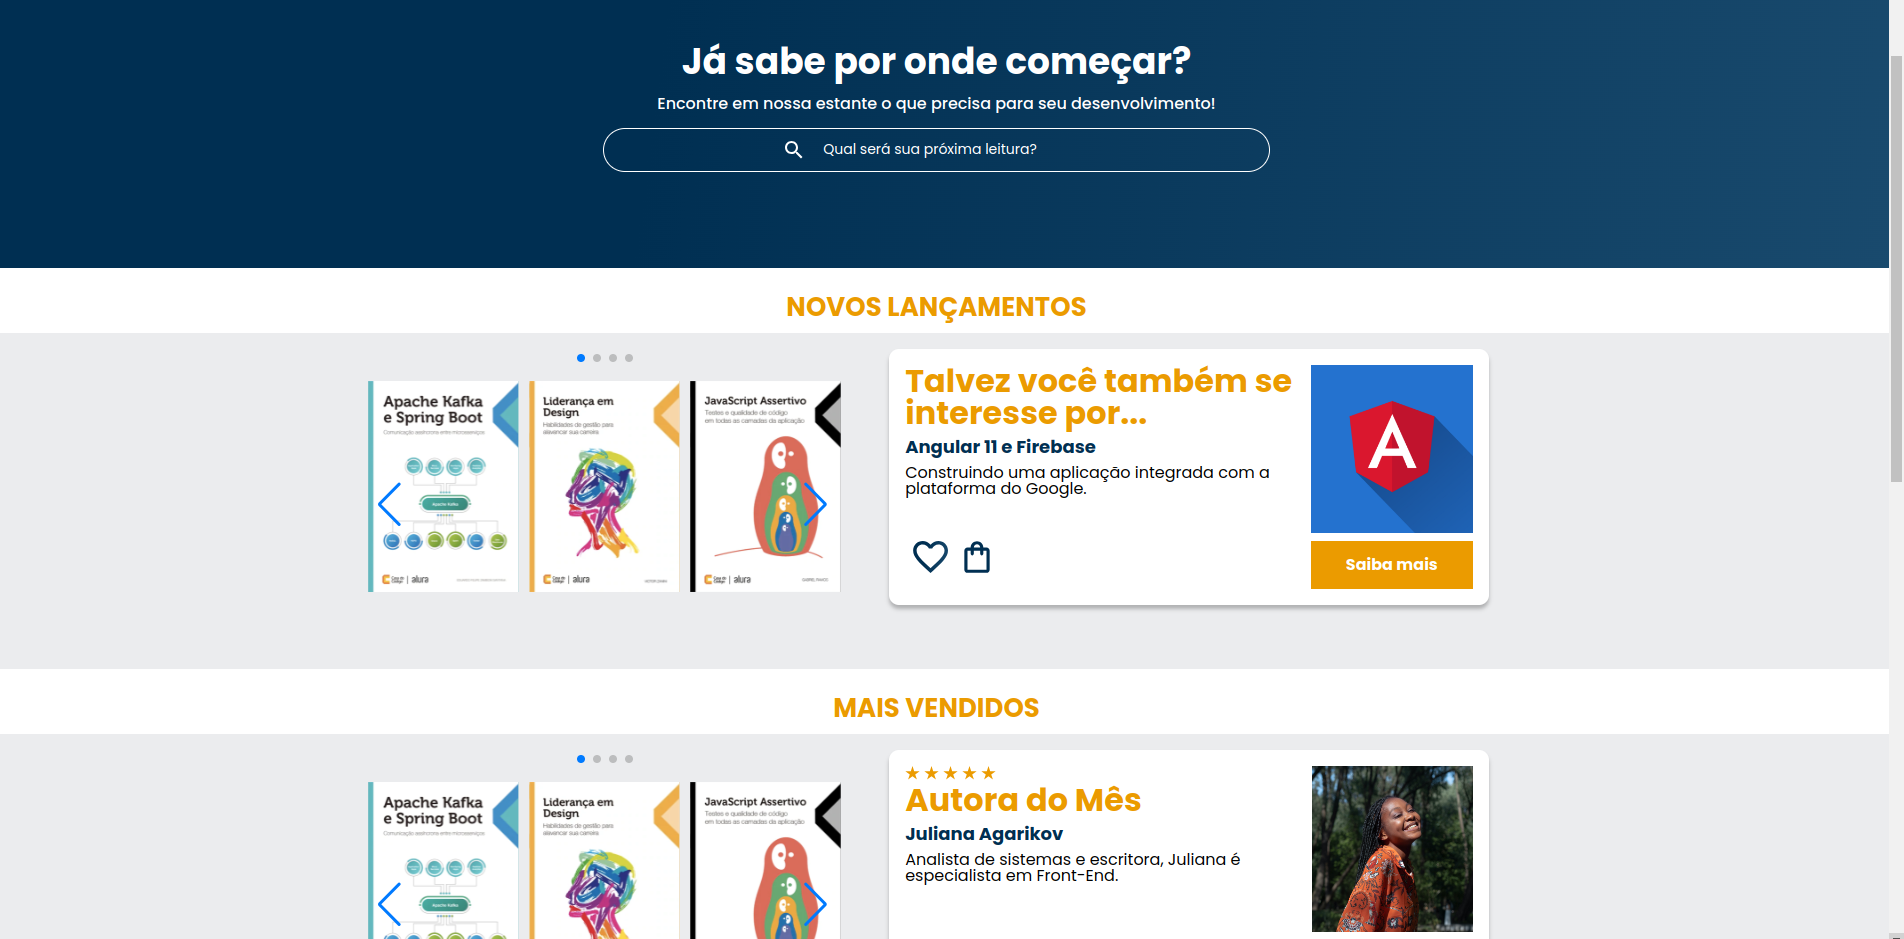 Já sabe por onde começar?
Encontre em nossa estante o que precisa para seu desenvolvimento!
Qual será sua próxima leitura?
NOVOS LANÇAMENTOS
Apache Kafka
e Spring Boot
Comunicação assíncrona entre microsserviços
Apache Kafka
Casa do
Código
alura
Liderança em
Design
Habilidades de gestão para
alavancar sua carreira
Casa do
Código
alura
JavaScript Assertivo
Testes e qualidade de código
em todas as camadas da aplicação
Casa do
Código
alura
Talvez você também se
interesse por...
Angular 11 e Firebase
Construindo uma aplicação integrada com a
plataforma do Google.
A
Saiba mais
MAIS VENDIDOS
Apache Kafka
e Spring Boot
Comunicação assíncrona entre microsserviços
Apache Kafka
Liderança em
Design
Habilidades de gestão para
alavancar sua carreira
JavaScript Assertivo
Testes e qualidade de código
em todas as camadas da aplicação
Autora do Mês
Juliana Agarikov
Analista de sistemas e escritora, Juliana é
especialista em Front-End.